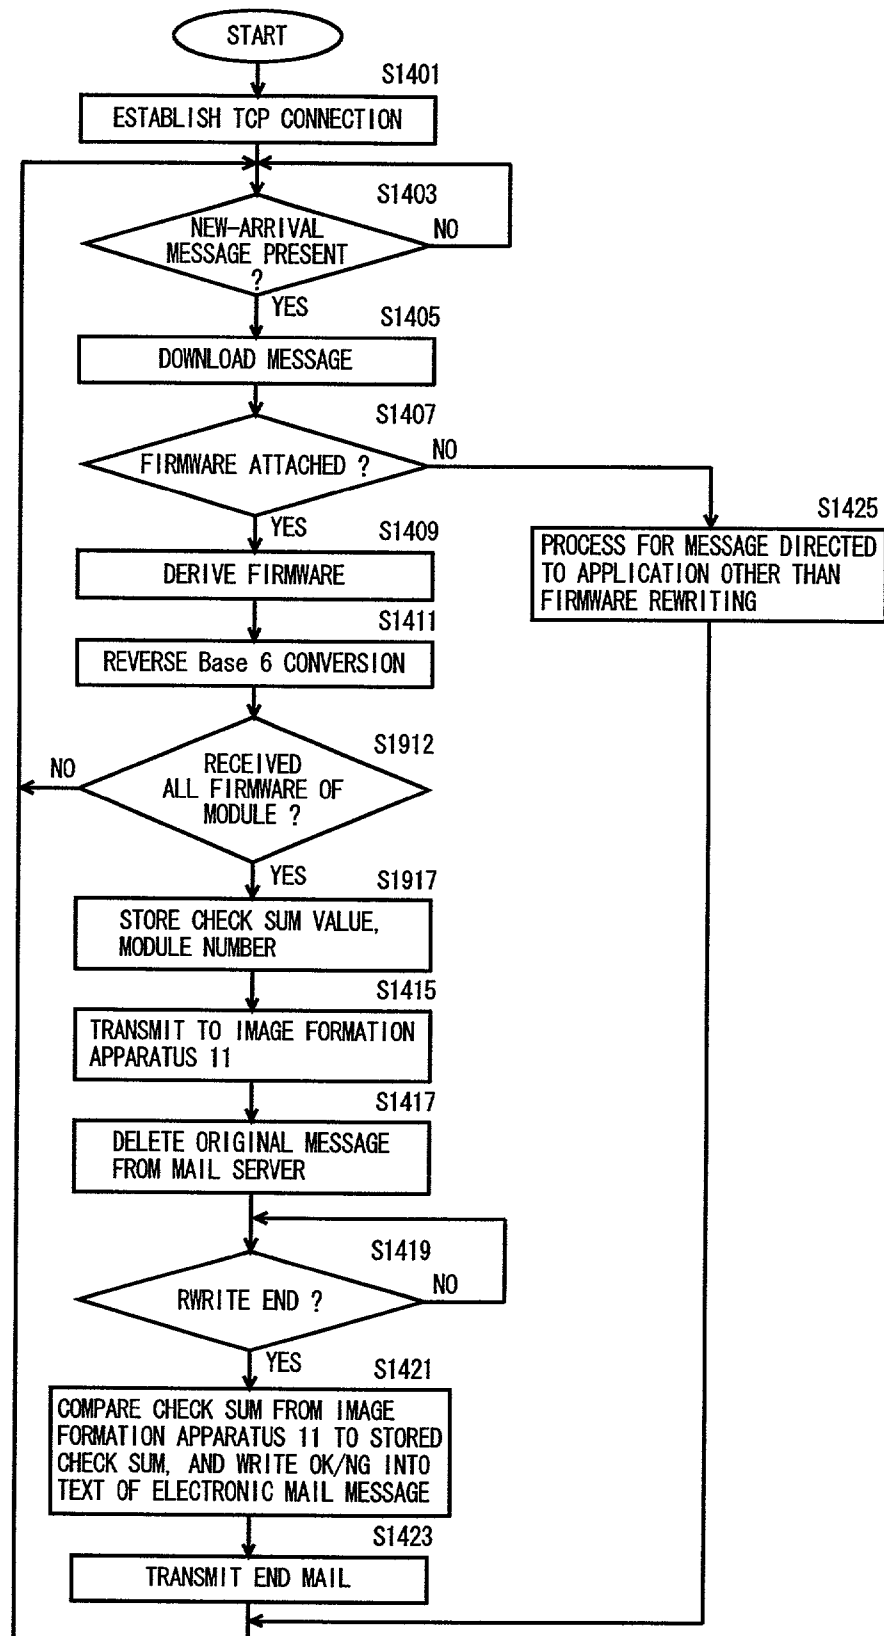 START
S1401
ESTABLISH TCP CONNECTION
S1403
NEW-ARRIVAL
MESSAGE PRESENT
?
NO
YES
S1405
DOWNLOAD MESSAGE
S1407
FIRMWARE ATTACHED ?
NO
YES
S1425
PROCESS FOR MESSAGE DIRECTED
TO APPLICATION OTHER THAN
FIRMWARE REWRITING
S1409
DERIVE FIRMWARE
S1411
REVERSE Base 6 CONVERSION
S1912
RECEIVED
ALL FIRMWARE OF
MODULE ?
NO
YES
S1917
STORE CHECK SUM VALUE,
MODULE NUMBER
S1415
TRANSMIT TO IMAGE FORMATION
APPARATUS 11
S1417
DELETE ORIGINAL MESSAGE
FROM MAIL SERVER
S1419
RWRITE END ?
NO
YES
S1421
COMPARE CHECK SUM FROM IMAGE
FORMATION APPARATUS 11 TO STORED
CHECK SUM, AND WRITE OK/NG INTO
TEXT OF ELECTRONIC MAIL MESSAGE
S1423
TRANSMIT END MAIL